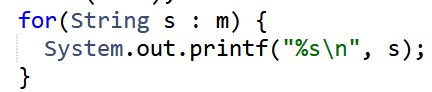 for(String s : m) {
  System.out.printf("%s\n", s);
}